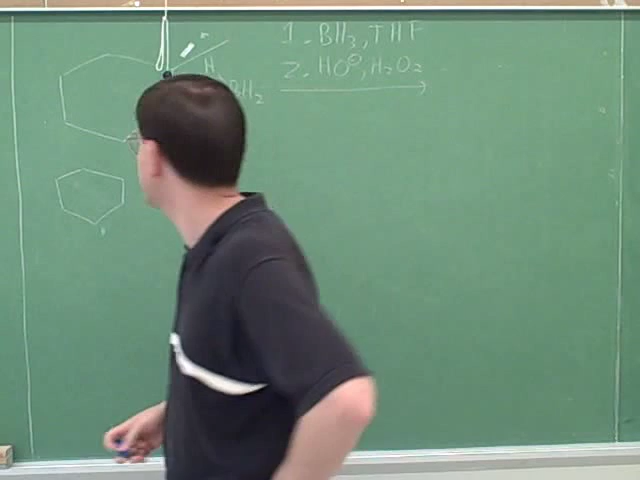 1. BH3, THF
2. HO⊖, H2O2
H
BH2